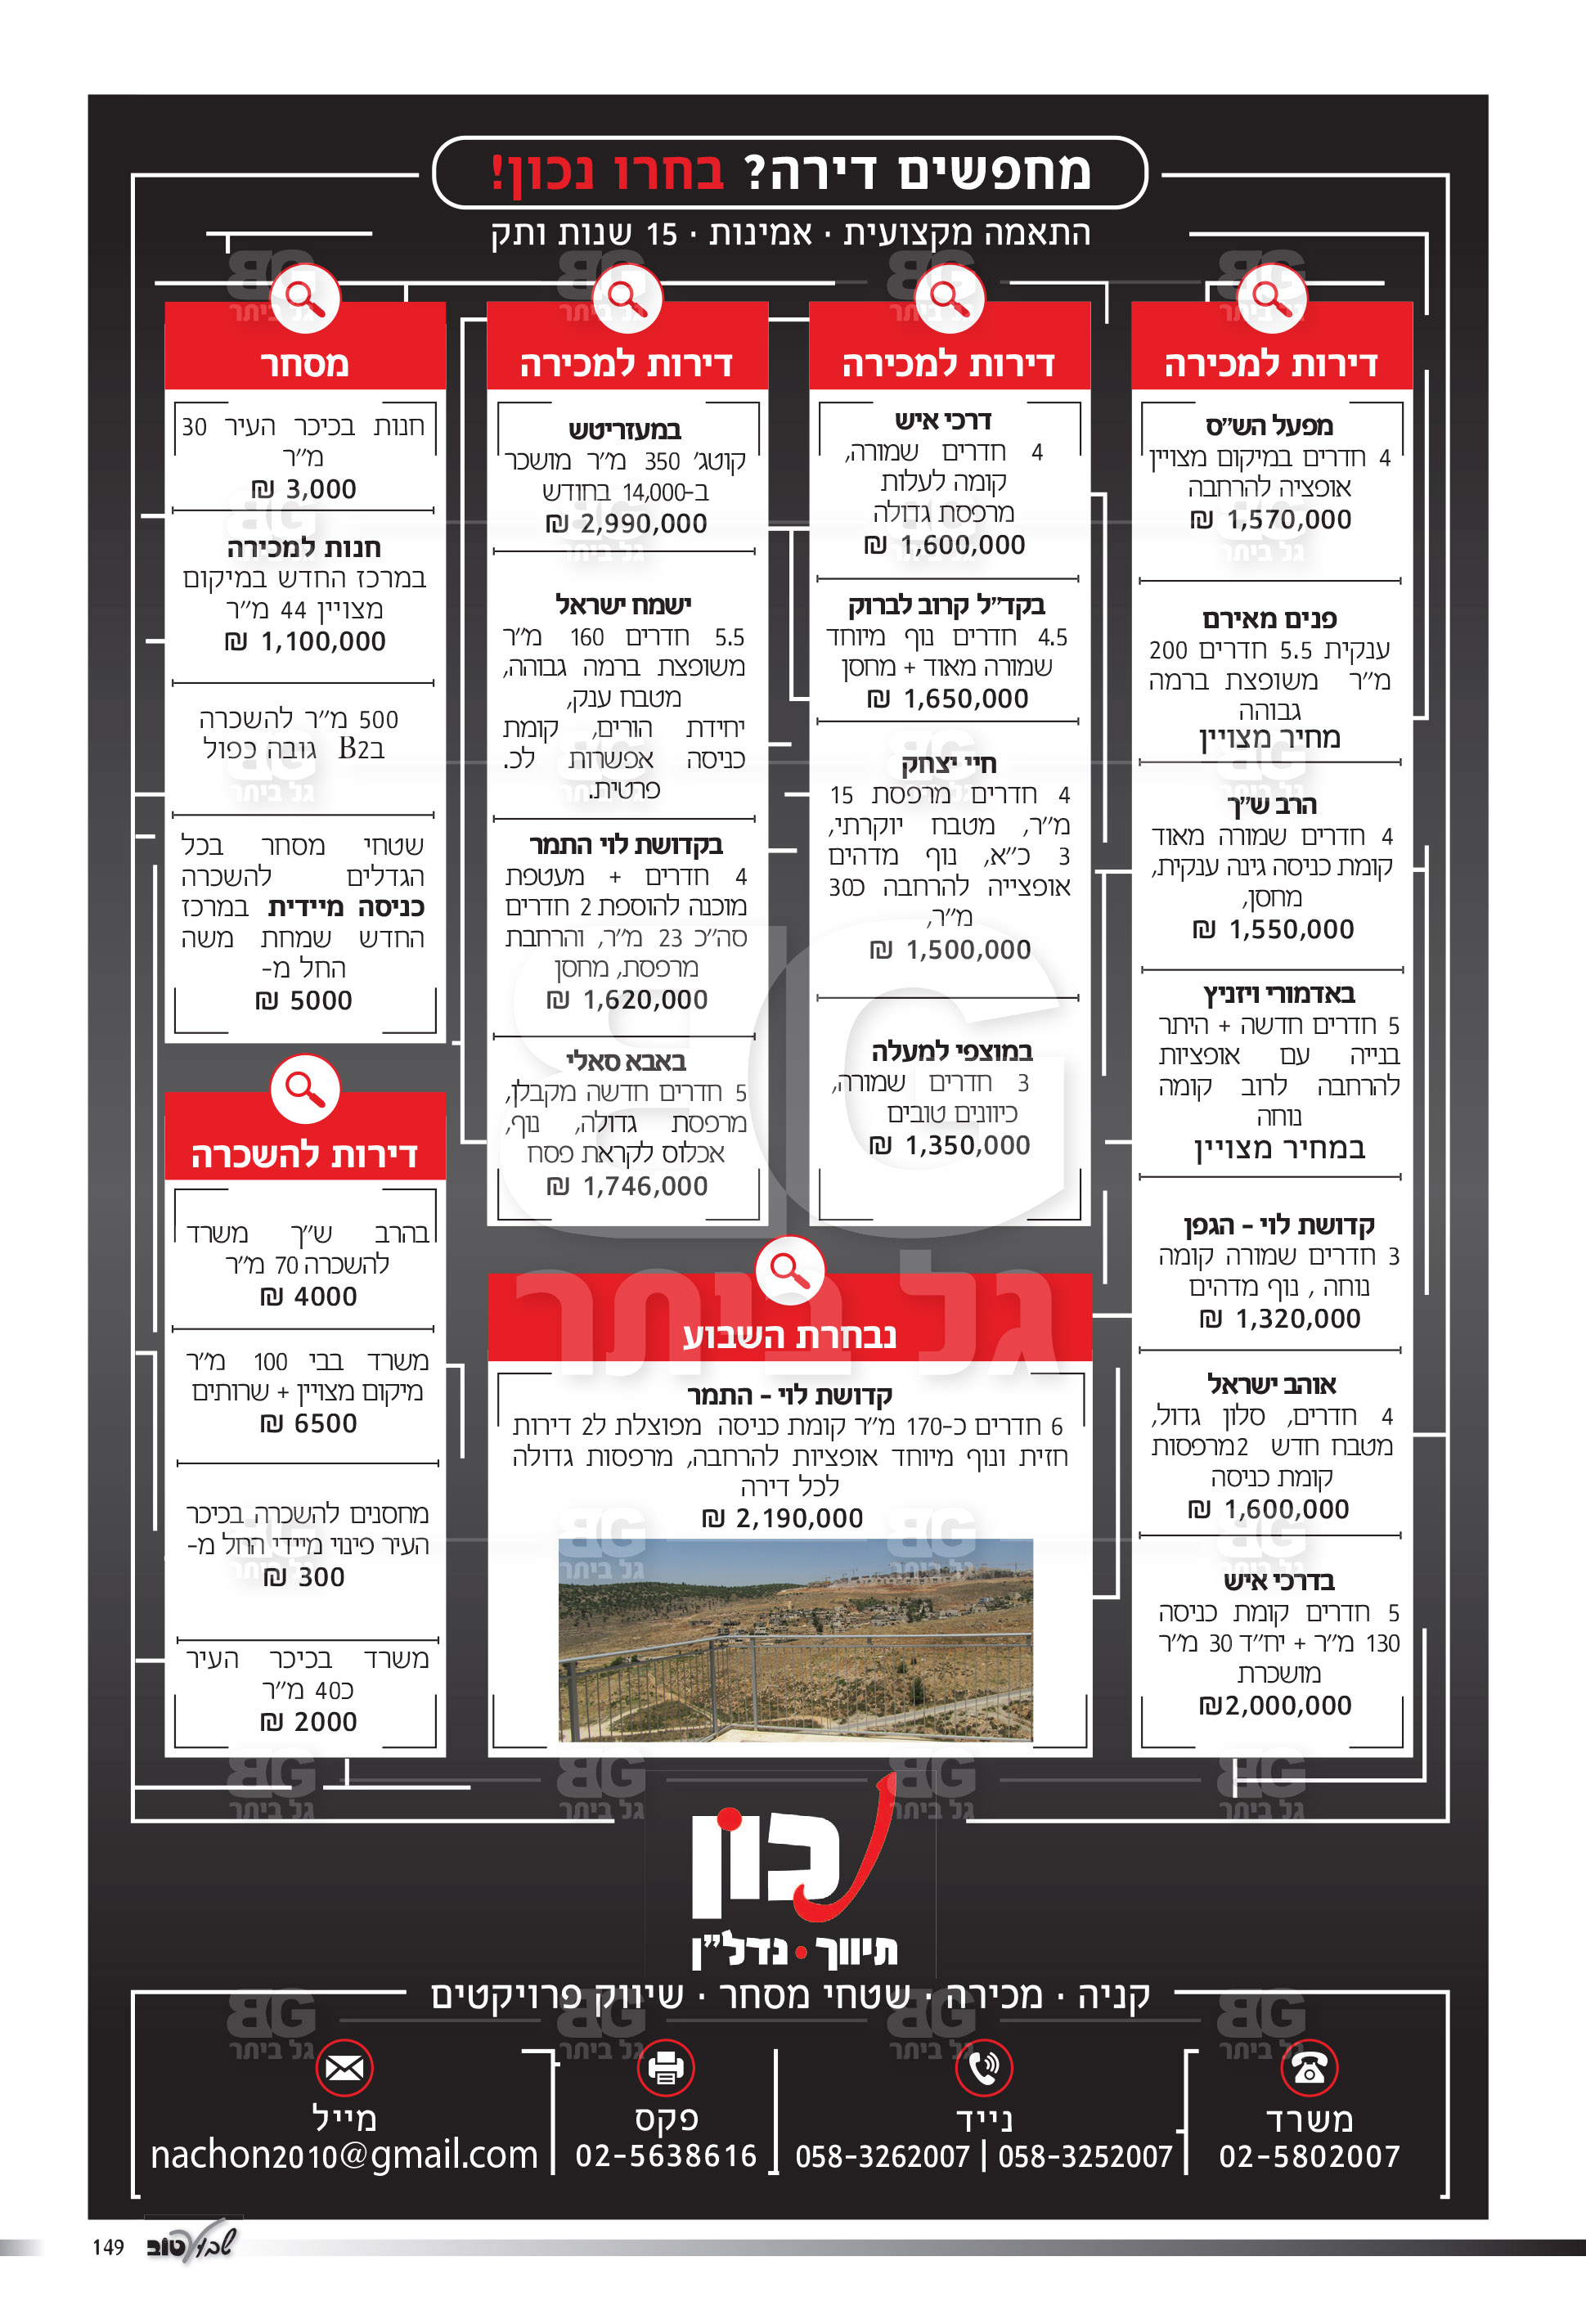 מחפשים דירה? בחרו נכון!
התאמה מקצועית · אמינות · 15 שנות ותק
דירות למכירה
מפעל הש״ס
4 חדרים במיקום מצויין
אופציה להרחבה
1,570,000 ₪
פנים מאירם
ענקית 5.5 חדרים 200
מ״ר משופצת ברמה
גבוהה
מחיר מצויין
הרב ש״ך
4 חדרים שמורה מאוד
קומת כניסה גינה ענקית,
מחסן,
1,550,000 ₪
באדמורי ויזניץ
5 חדרים חדשה + היתר
בנייה עם אופציות
להרחבה לרוב קומה
נוחה
במחיר מצויין
קדושת לוי - הגפן
3 חדרים שמורה קומה
נוחה , נוף מדהים
1,320,000 ₪
אוהב ישראל
4 חדרים, סלון גדול,
מטבח חדש 2מרפסות
קומת כניסה
1,600,000 ₪
בדרכי איש
5 חדרים קומת כניסה
130 מ״ר + יח״ד 30 מ״ר
מושכרת
2,000,000₪
דירות למכירה
דרכי איש
4 חדרים שמורה,
קומה לעלות
מרפסת גדולה
1,600,000 ₪
בקד״ל קרוב לברוק
4.5 חדרים נוף מיוחד
שמורה מאוד + מחסן
1,650,000 ₪
חיי יצחק
4 חדרים מרפסת 15
מ״ר, מטבח יוקרתי,
3 כ״א, נוף מדהים
אופצייה להרחבה כ30
מ״ר,
1,500,000 ₪
במוצפי למעלה
3 חדרים שמורה,
כיוונים טובים
1,350,000 ₪
דירות למכירה
במעזריטש
קוטג׳ 350 מ״ר מושכר
ב-14,000 בחודש
2,990,000 ₪
ישמח ישראל
5.5 חדרים 160 מ״ר
משופצת ברמה גבוהה,
מטבח ענק,
יחידת הורים, קומת
כניסה אפשרות לכ.
פרטית.
בקדושת לוי התמר
4 חדרים + מעטפת
מוכנה להוספת 2 חדרים
סה״כ 23 מ״ר, והרחבת
מרפסת, מחסן
1,620,000 ₪
באבא סאלי
5 חדרים חדשה מקבלן,
מרפסת גדולה, נוף,
אכלוס לקראת פסח
1,746,000 ₪
מסחר
חנות בכיכר העיר 30
מ״ר
3,000 ₪
חנות למכירה
במרכז החדש במיקום
מצויין 44 מ״ר
1,100,000 ₪
500 מ״ר להשכרה
בB2 גובה כפול
שטחי מסחר בכל
הגדלים להשכרה
כניסה מיידית במרכז
החדש שמחת משה
החל מ-
5000 ₪
דירות להשכרה
בהרב ש״ך משרד
להשכרה 70 מ״ר
4000 ₪
משרד בבי 100 מ״ר
מיקום מצויין + שרותים
6500 ₪
מחסנים להשכרה בכיכר
העיר פינוי מיידי החל מ-
300 ₪
משרד בכיכר העיר
כ40 מ״ר
2000 ₪
נבחרת השבוע
קדושת לוי - התמר
6 חדרים כ-170 מ״ר קומת כניסה מפוצלת ל2 דירות
חזית ונוף מיוחד אופציות להרחבה, מרפסות גדולה
לכל דירה
2,190,000 ₪
נכון
תיווך • נדל״ן
קניה · מכירה · שטחי מסחר · שיווק פרויקטים
משרד
02-5802007
נייד
058-3262007 | 058-3252007
פקס
02-5638616
מייל
nachon2010@gmail.com
BG
גל ביתר
149 שבוע טוב